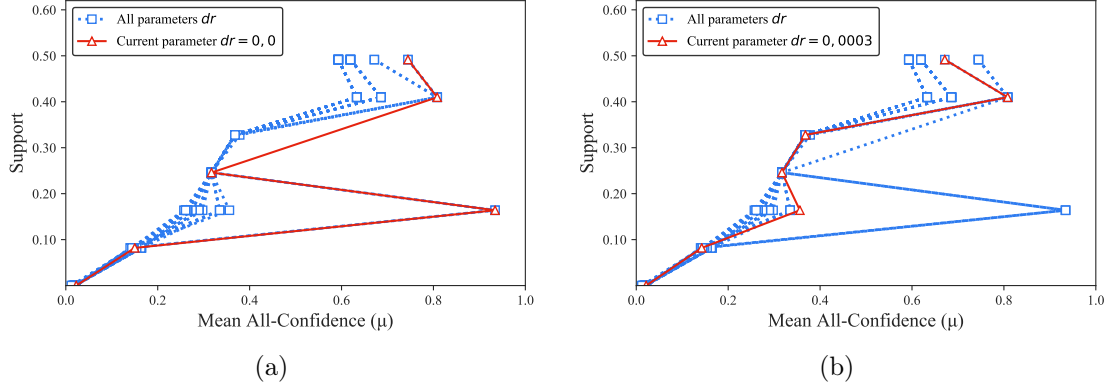 All parameters dr
Current parameter dr = 0, 0
0.60
0.50
0.40
0.30
0.20
0.10
Support
0.0
0.2
0.4
0.6
0.8
1.0
Mean All-Confidence (μ)
(a)
All parameters dr
Current parameter dr = 0, 0003
0.60
0.50
0.40
0.30
0.20
0.10
Support
0.0
0.2
0.4
0.6
0.8
1.0
Mean All-Confidence (μ)
(b)